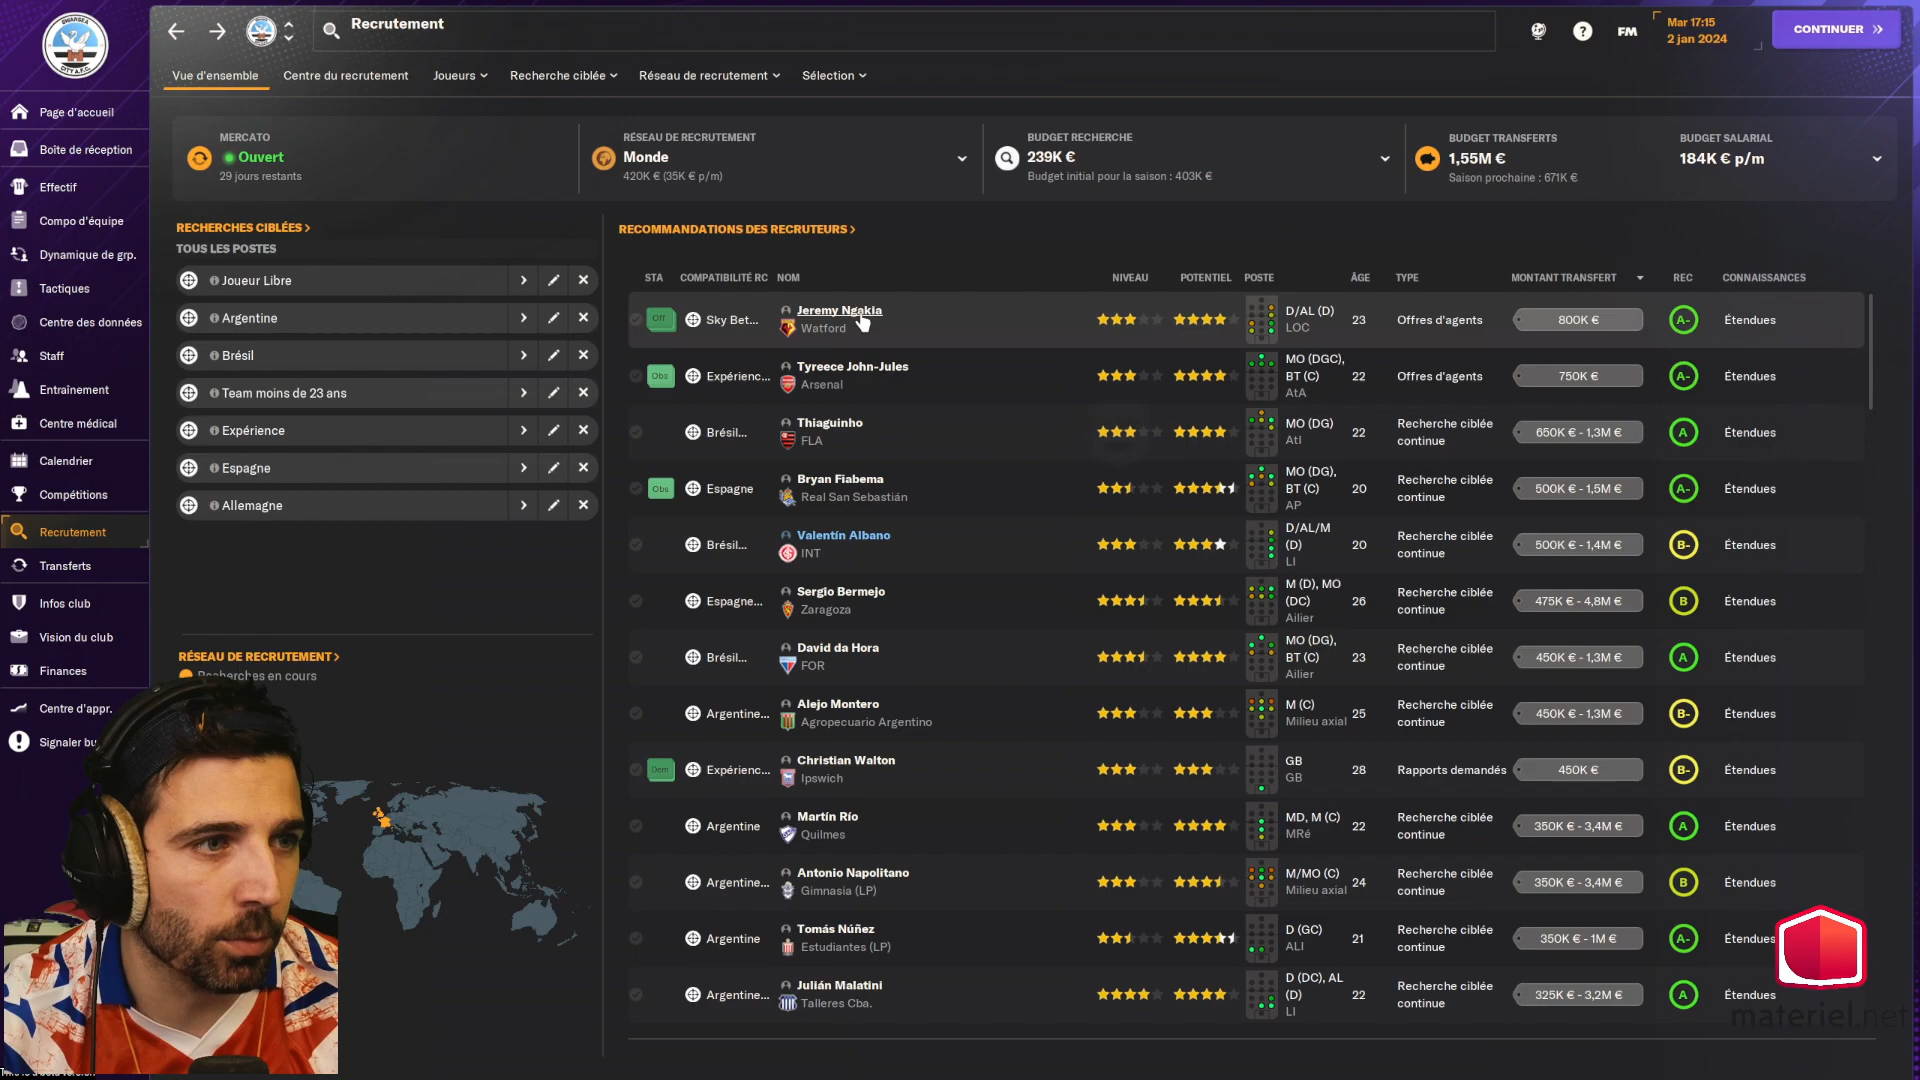 SWANSEA
CITY A.F.C.
Recrutement
FM
Mar 17:15
2 jan 2024
CONTINUER
Vue d'ensemble
Centre du recrutement
Joueurs
Recherche ciblée
Réseau de recrutement
Sélection
Page d'accueil
Boîte de réception
Effectif
Compo d'équipe
Dynamique de grp.
Tactiques
Centre des données
Staff
Entraînement
Centre médical
Calendrier
Compétitions
Recrutement
Transferts
Infos club
Vision du club
Finances
Centre d'appr.
Signaler bu
MERCATO
Ouvert
29 jours restants
RÉSEAU DE RECRUTEMENT
Monde
420K € (35K € p/m)
BUDGET RECHERCHE
239K €
Budget initial pour la saison : 403K €
BUDGET TRANSFERTS
1,55M €
Saison prochaine : 671K €
BUDGET SALARIAL
184K € p/m
RECHERCHES CIBLÉES >
TOUS LES POSTES
Joueur Libre
Argentine
Brésil
Team moins de 23 ans
Expérience
Espagne
Allemagne
RÉSEAU DE RECRUTEMENT >
Recherches en cours
RECOMMANDATIONS DES RECRUTEURS >
STA COMPATIBILITÉ RC NOM NIVEAU POTENTIEL POSTE ÂGE TYPE MONTANT TRANSFERT REC CONNAISSANCES
Off Sky Bet... Jeremy Ngakia Watford D/AL (D) LOC 23 Offres d'agents 800K € A- Étendues
Obs Expérienc... Tyreece John-Jules Arsenal MO (DGC), BT (C) AtA 22 Offres d'agents 750K € A- Étendues
Brésil... Thiaguinho FLA MO (DG) AtI 22 Recherche ciblée continue 650K € - 1,3M € A Étendues
Obs Espagne Bryan Fiabema Real San Sebastián MO (DG), BT (C) AP 20 Recherche ciblée continue 500K € - 1,5M € A- Étendues
Brésil... Valentín Albano INT D/AL/M (D) LI 20 Recherche ciblée continue 500K € - 1,4M € B- Étendues
Espagne... Sergio Bermejo Zaragoza M (D), MO (DC) Ailier 26 Recherche ciblée continue 475K € - 4,8M € B Étendues
Brésil... David da Hora FOR MO (DG), BT (C) Ailier 23 Recherche ciblée continue 450K € - 1,3M € A Étendues
Argentine... Alejo Montero Agropecuario Argentino M (C) Milieu axial 25 Recherche ciblée continue 450K € - 1,3M € B- Étendues
Dem Expérienc... Christian Walton Ipswich GB GB 28 Rapports demandés 450K € B- Étendues
Argentine Martín Río Quilmes MD, M (C) MRé 22 Recherche ciblée continue 350K € - 3,4M € A Étendues
Argentine... Antonio Napolitano Gimnasia (LP) M/MO (C) Milieu axial 24 Recherche ciblée continue 350K € - 3,4M € B Étendues
Argentine Tomás Núñez Estudiantes (LP) D (GC) ALI 21 Recherche ciblée continue 350K € - 1M € A- Étendues
Argentine... Julián Malatini Talleres Cba. D (DC), AL (D) LI 22 Recherche ciblée continue 325K € - 3,2M € A Étendues
materiel.net